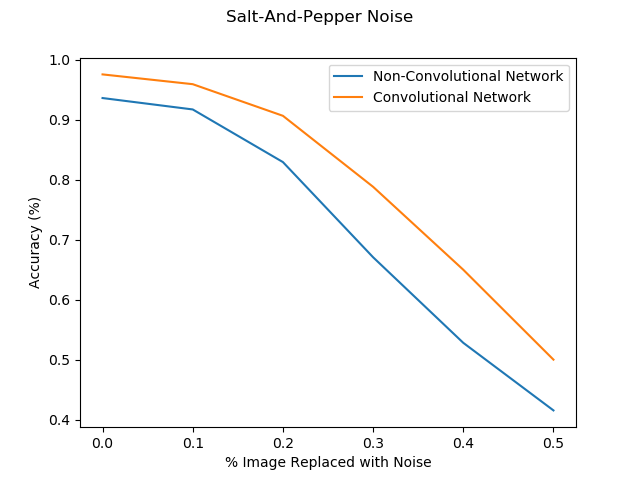 Salt-And-Pepper Noise
Non-Convolutional Network
Convolutional Network
1.0
0.9
0.8
0.7
0.6
0.5
0.4
Accuracy (%)
0.0 0.1 0.2 0.3 0.4 0.5
% Image Replaced with Noise